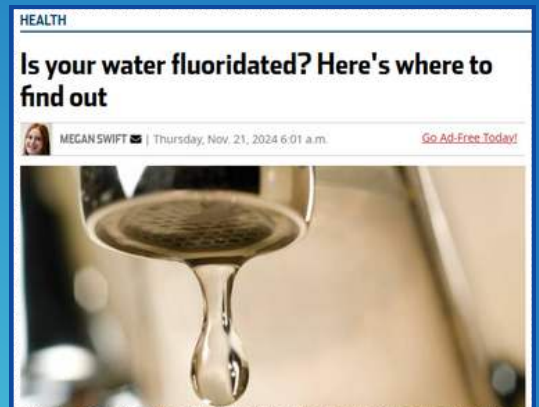 HEALTH
Is your water fluoridated? Here's where to
find out
MEGAN SWIFT | Thursday, Nov. 21, 2024 6:01 a.m.
Go Ad-Free Today!